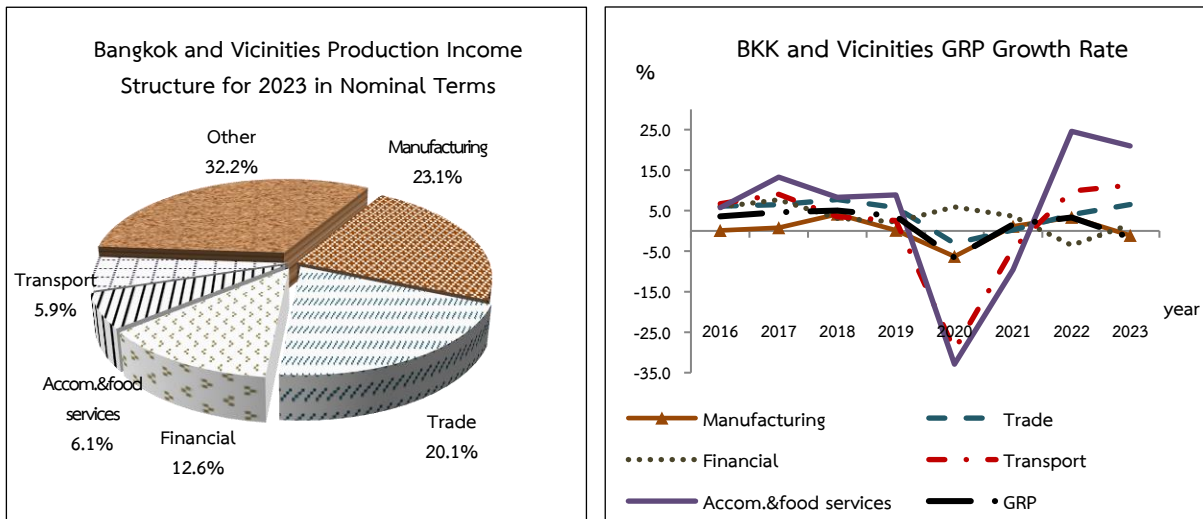 Bangkok and Vicinities Production Income
Structure for 2023 in Nominal Terms
Other
32.2%
Manufacturing
23.1%
Transport
5.9%
Accom.&food
services
6.1%
Financial
12.6%
Trade
20.1%
BKK and Vicinities GRP Growth Rate
%
25.0
15.0
5.0
-5.0
-15.0
-25.0
-35.0
2016 2017 2018 2019 2020 2021 2022 2023
year
Manufacturing
Trade
Financial
Transport
Accom.&food services
GRP